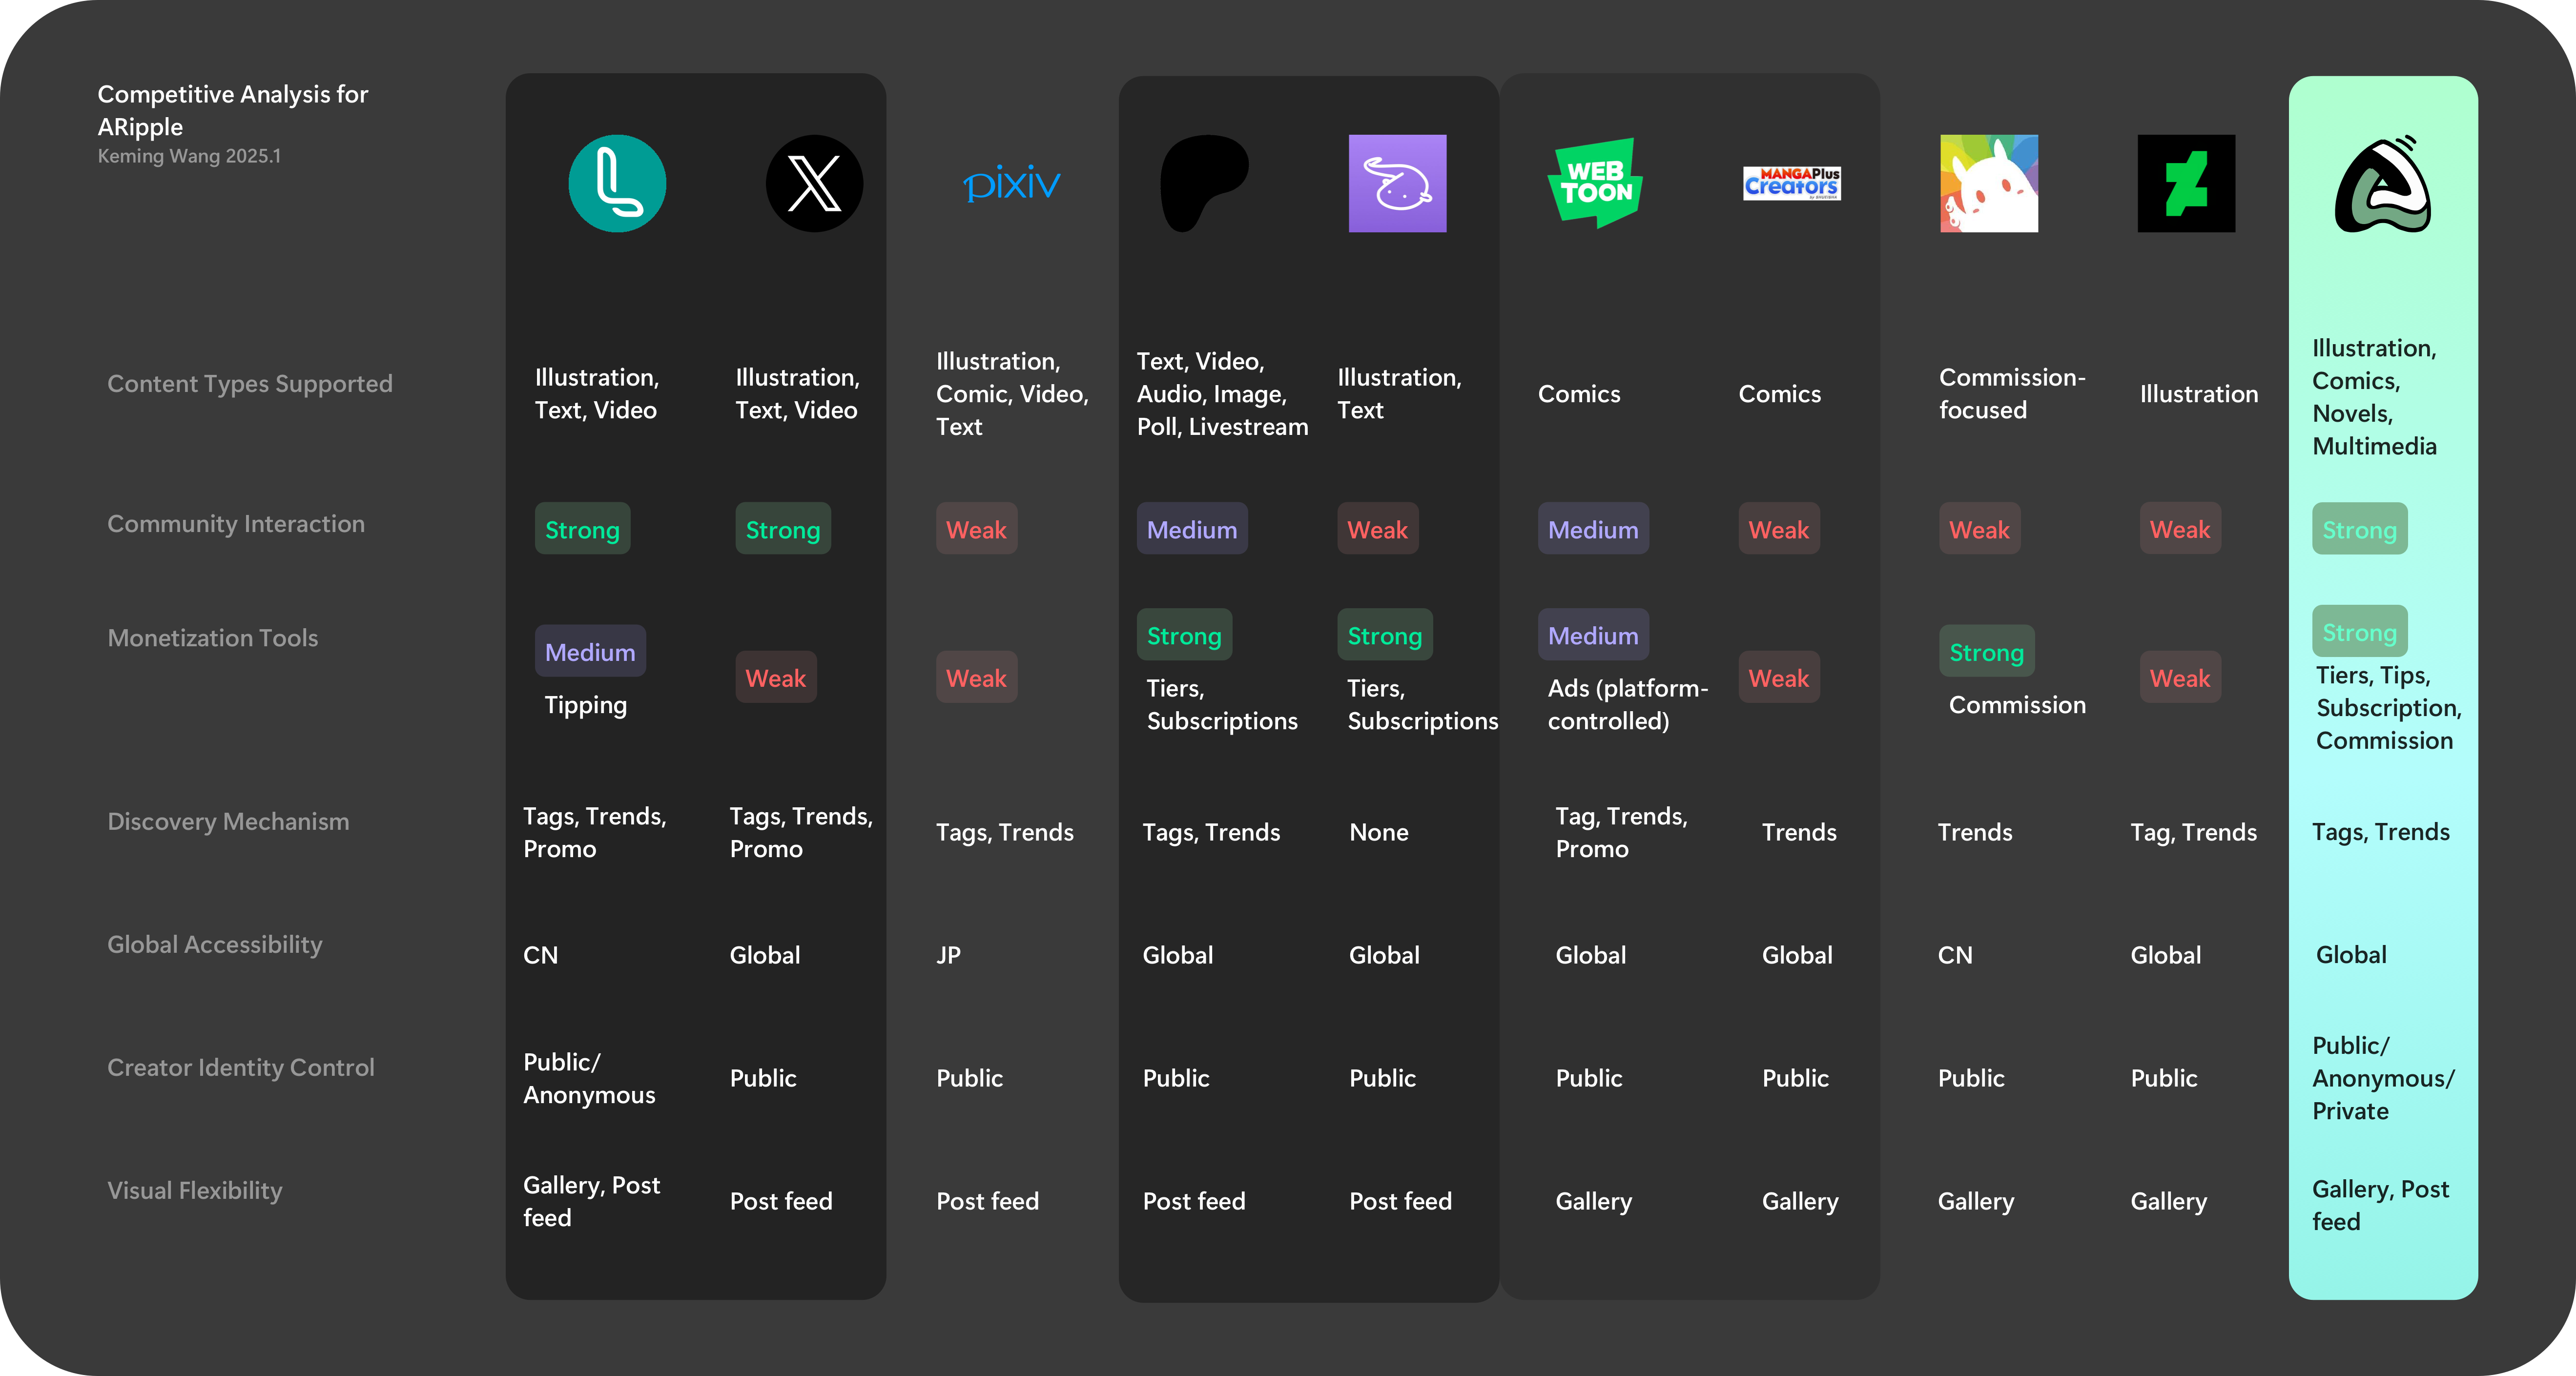 Competitive Analysis for
ARipple
Keming Wang 2025.1
pixiv
WEB
TOON
MANGAPlus
Creators
Content Types Supported
Illustration,
Text, Video
Illustration,
Text, Video
Illustration,
Comic, Video,
Text
Text, Video,
Audio, Image,
Poll, Livestream
Illustration,
Text
Comics
Comics
Commission-
focused
Illustration
Illustration,
Comics,
Novels,
Multimedia
Community Interaction
Strong
Strong
Weak
Medium
Weak
Medium
Weak
Weak
Weak
Strong
Monetization Tools
Medium
Tipping
Weak
Weak
Strong
Tiers,
Subscriptions
Strong
Tiers,
Subscriptions
Medium
Ads (platform-
controlled)
Weak
Strong
Commission
Weak
Strong
Tiers, Tips,
Subscription,
Commission
Discovery Mechanism
Tags, Trends,
Promo
Tags, Trends,
Promo
Tags, Trends
Tags, Trends
None
Tag, Trends,
Promo
Trends
Trends
Tag, Trends
Tags, Trends
Global Accessibility
CN
Global
JP
Global
Global
Global
Global
CN
Global
Global
Creator Identity Control
Public/
Anonymous
Public
Public
Public
Public
Public
Public
Public
Public
Public/
Anonymous/
Private
Visual Flexibility
Gallery, Post
feed
Post feed
Post feed
Post feed
Post feed
Gallery
Gallery
Gallery
Gallery
Gallery, Post
feed